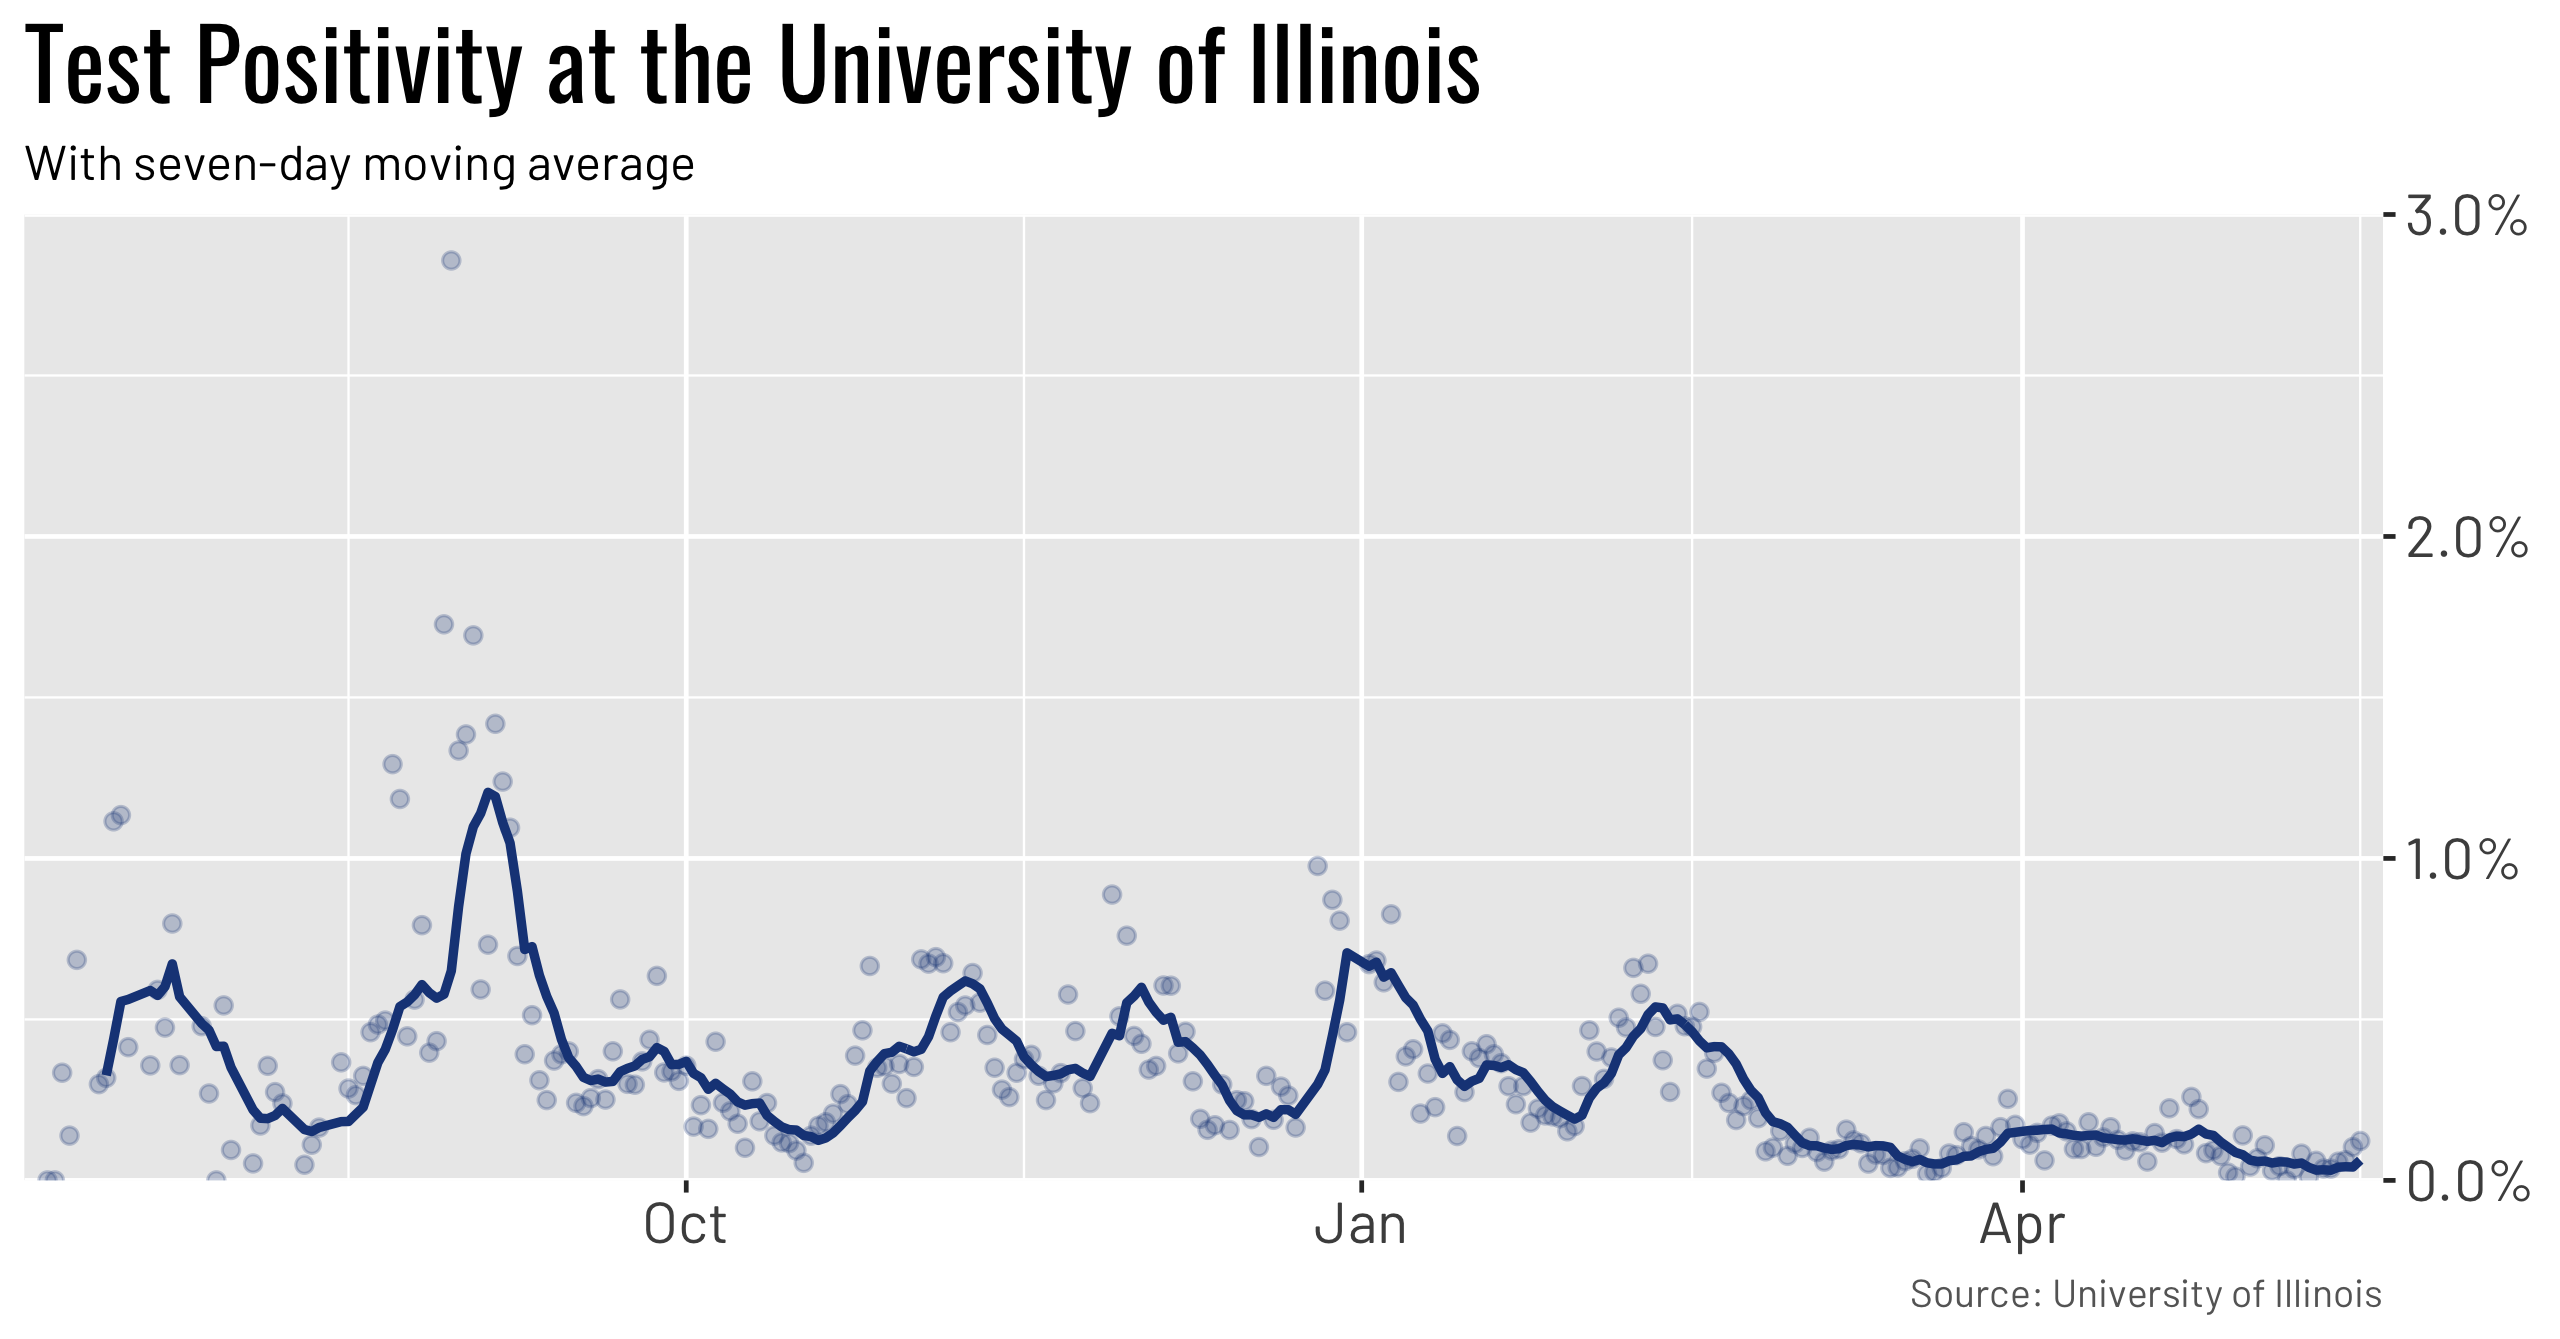 Test Positivity at the University of Illinois
With seven-day moving average
3.0%
2.0%
1.0%
0.0%
Oct Jan Apr
Source: University of Illinois